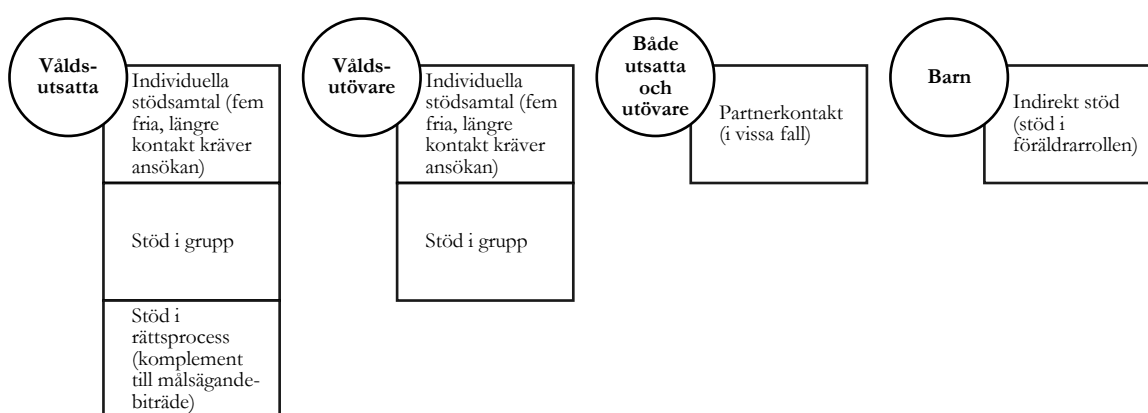 Vålds-
utsatta
Individuella
stödsamtal (fem
fria, längre
kontakt kräver
ansökan)
Stöd i grupp
Stöd i
rättsprocess
(komplement
till målsägande-
biträde)
Vålds-
utövare
Individuella
stödsamtal (fem
fria, längre
kontakt kräver
ansökan)
Stöd i grupp
Både
utsatta
och
utövare
Partnerkontakt
(i vissa fall)
Barn
Indirekt stöd
(stöd i
föräldrarrollen)